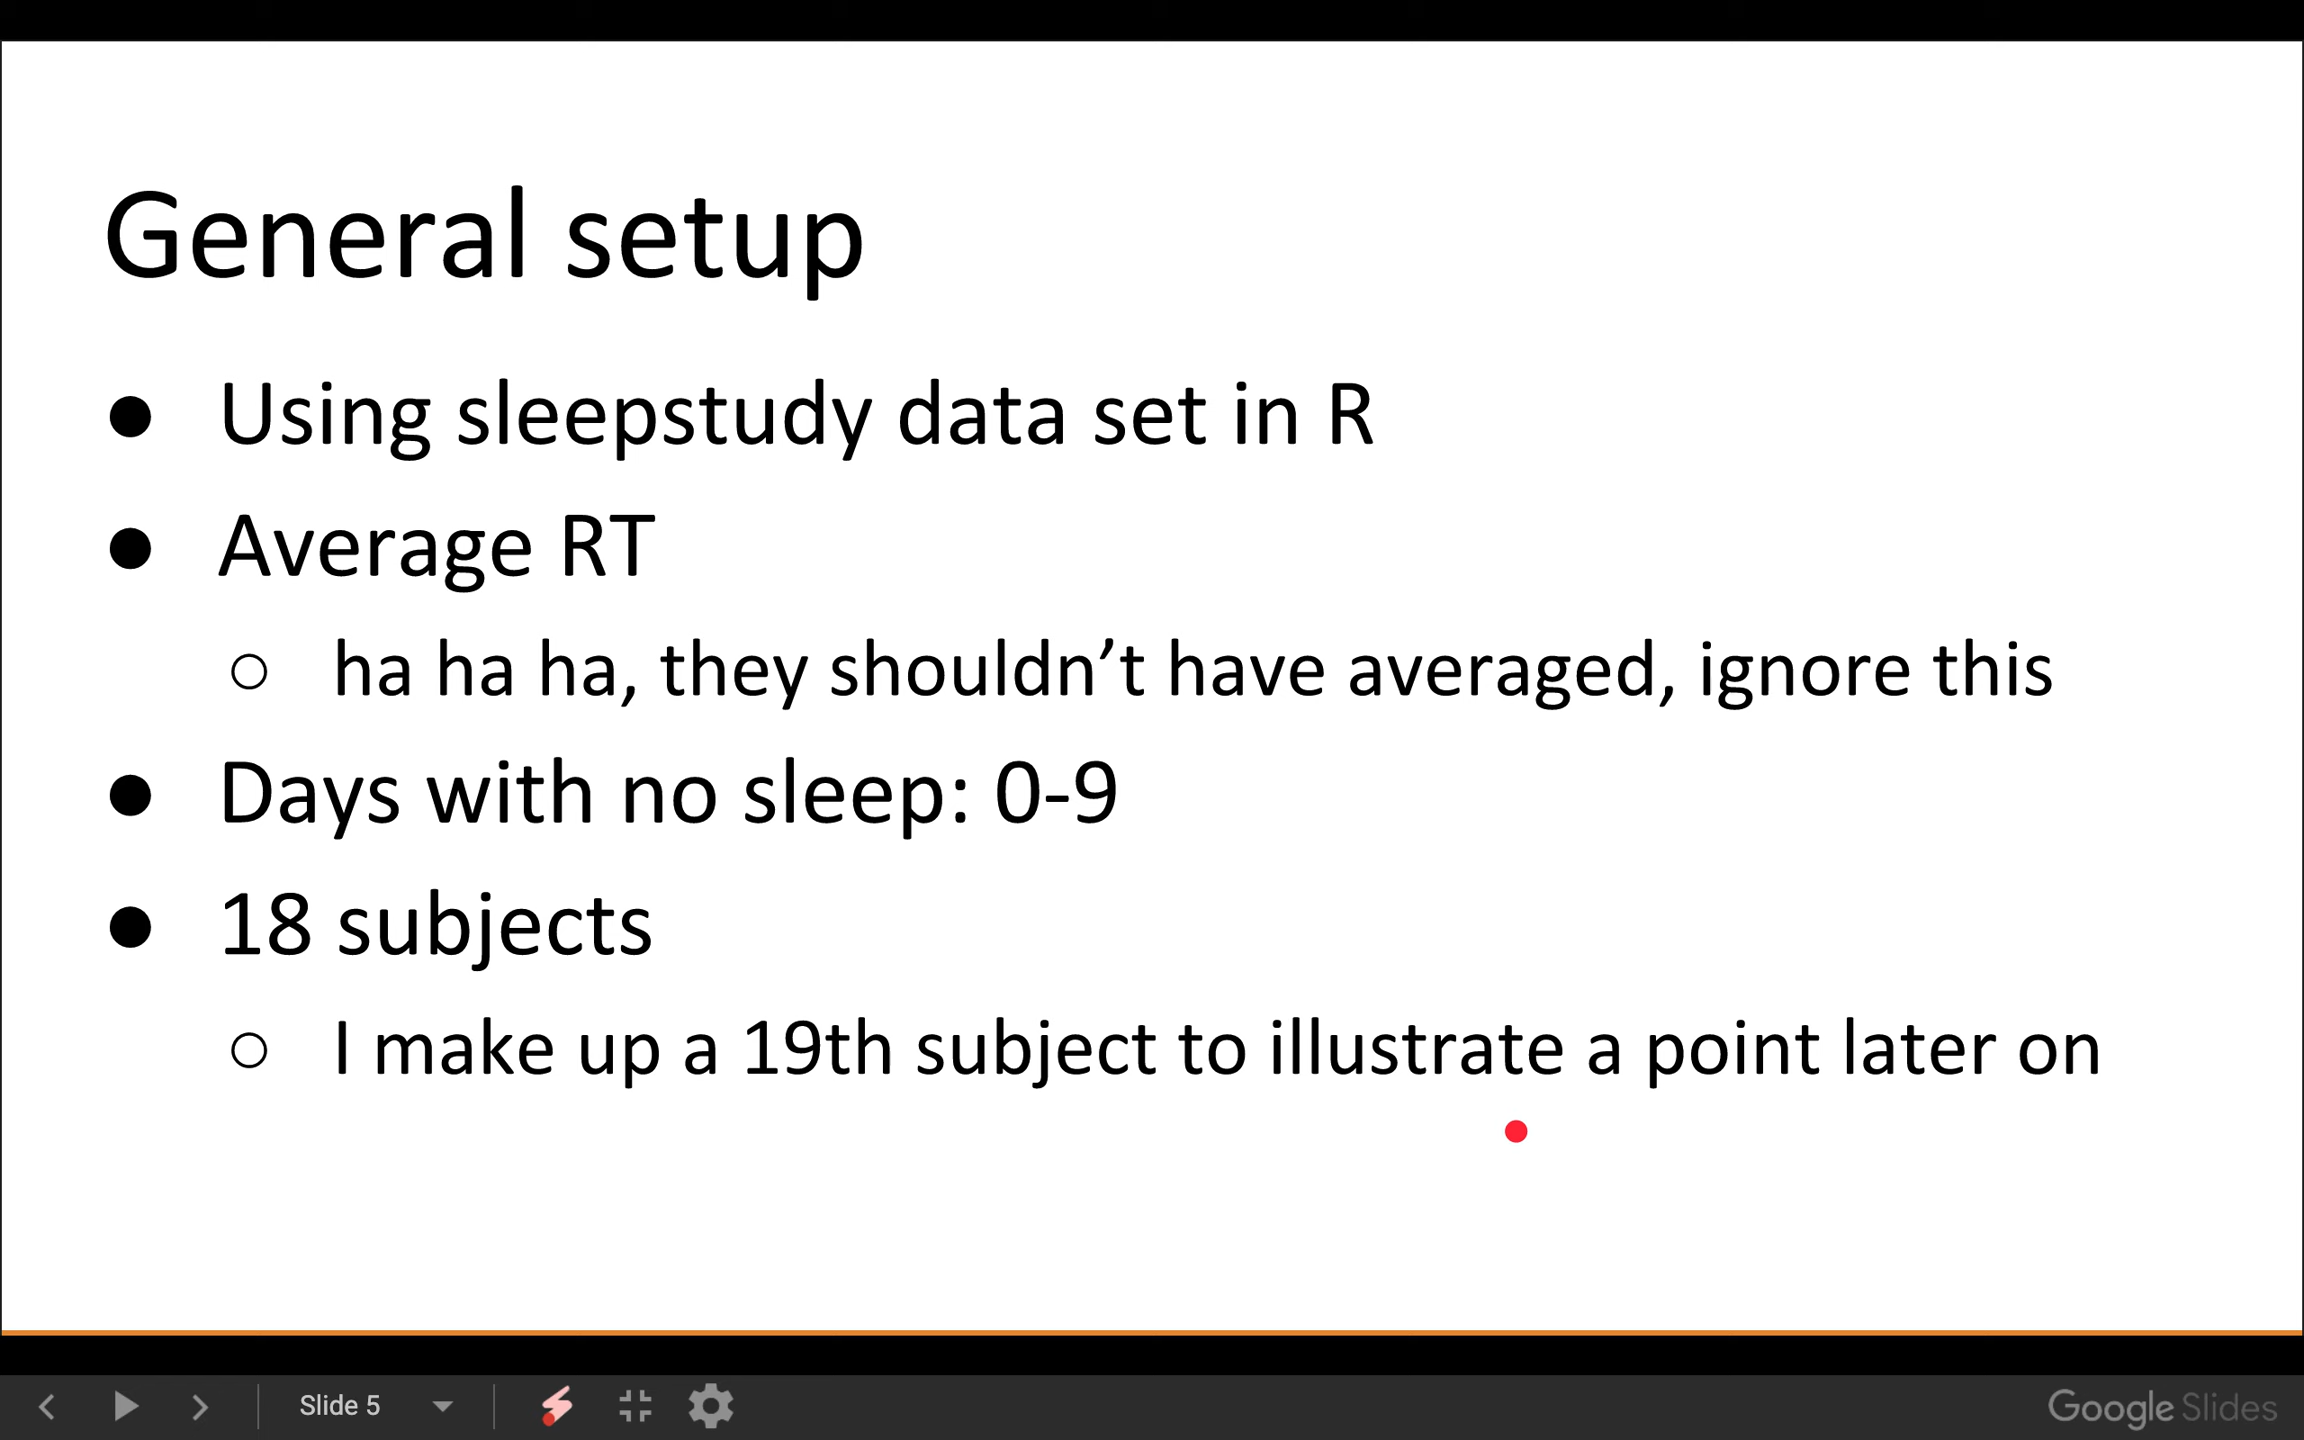 General setup
● Using sleepstudy data set in R
● Average RT
○ ha ha ha, they shouldn’t have averaged, ignore this
● Days with no sleep: 0-9
● 18 subjects
○ I make up a 19th subject to illustrate a point later on
Slide 5
Google Slides